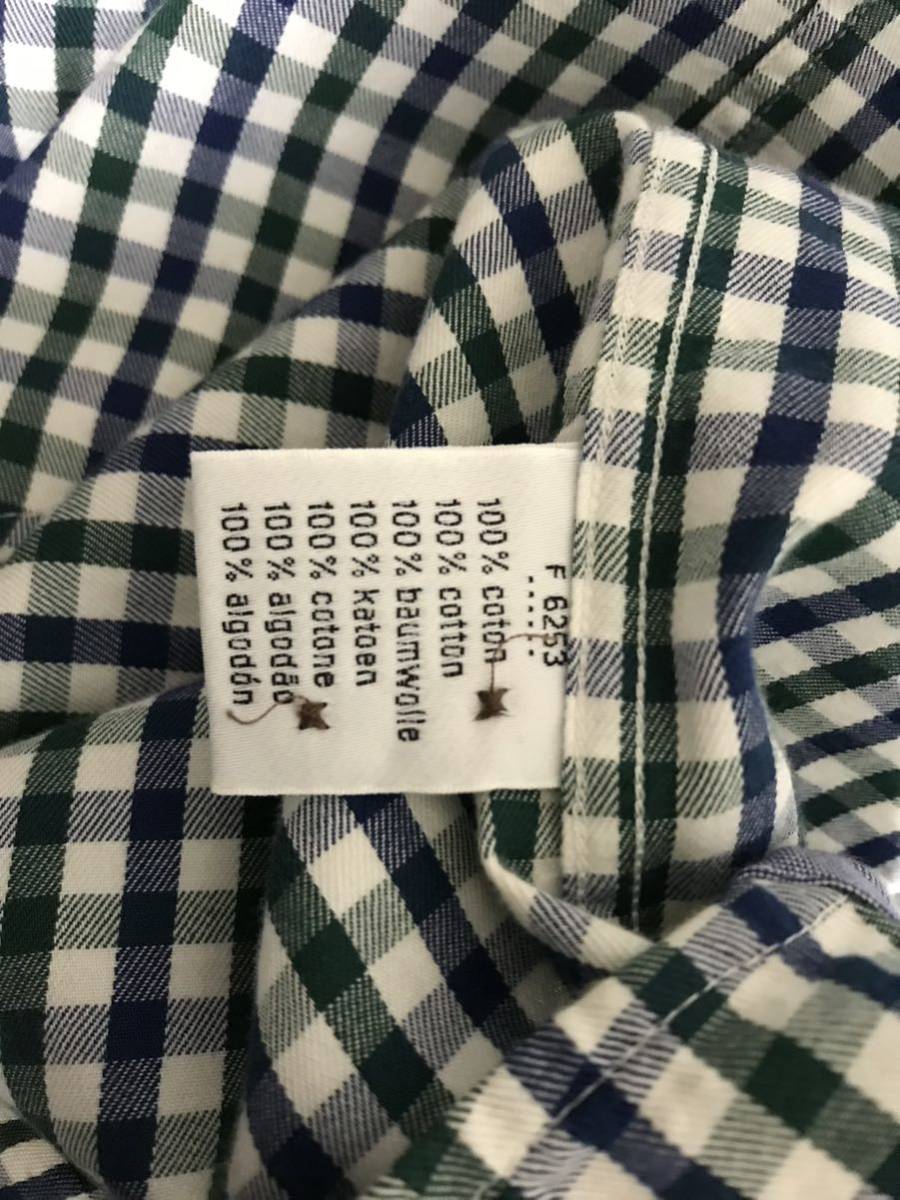 F 6253
-----
100% coton
100% cotton
100% baumwolle
100% katoen
100% cotone
100% algodão
100% algodón